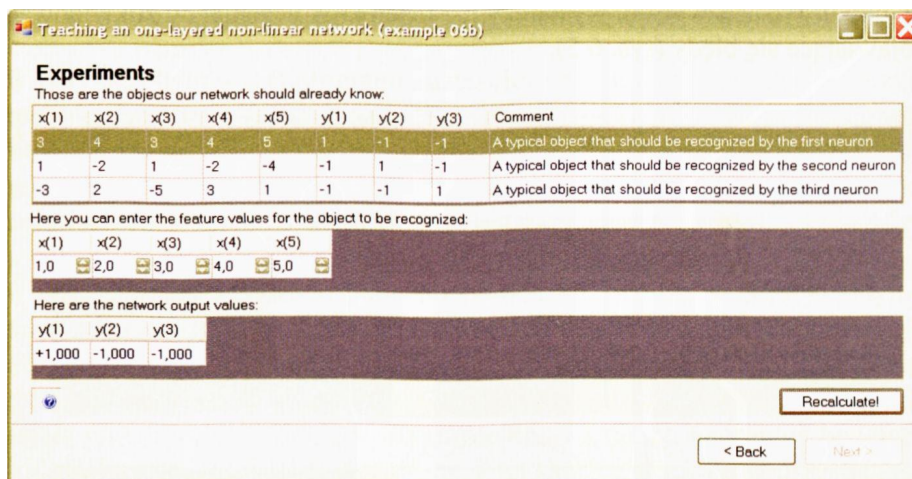 Teaching an one-layered non-linear network (example 06b)
Experiments
Those are the objects our network should already know:
x(1) x(2) x(3) x(4) x(5) y(1) y(2) y(3) Comment
3 4 3 4 5 1 -1 -1 A typical object that should be recognized by the first neuron
1 -2 1 -2 -4 -1 1 -1 A typical object that should be recognized by the second neuron
-3 2 -5 3 1 -1 -1 1 A typical object that should be recognized by the third neuron
Here you can enter the feature values for the object to be recognized:
x(1) x(2) x(3) x(4) x(5)
1,0 2,0 3,0 4,0 5,0
Here are the network output values:
y(1) y(2) y(3)
+1,000 -1,000 -1,000
Recalculate!
< Back Next >